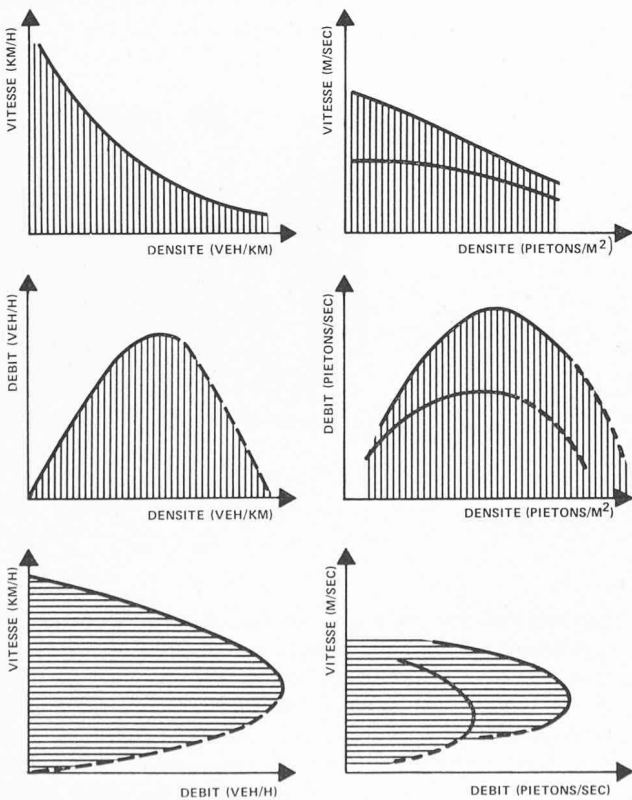 VITESSE (KM/H)
DENSITE (VEH/KM)
VITESSE (M/SEC)
DENSITE (PIETONS/M²)
DEBIT (VEH/H)
DENSITE (VEH/KM)
DEBIT (PIETONS/SEC)
DENSITE (PIETONS/M²)
VITESSE (KM/H)
DEBIT (VEH/H)
VITESSE (M/SEC)
DEBIT (PIETONS/SEC)